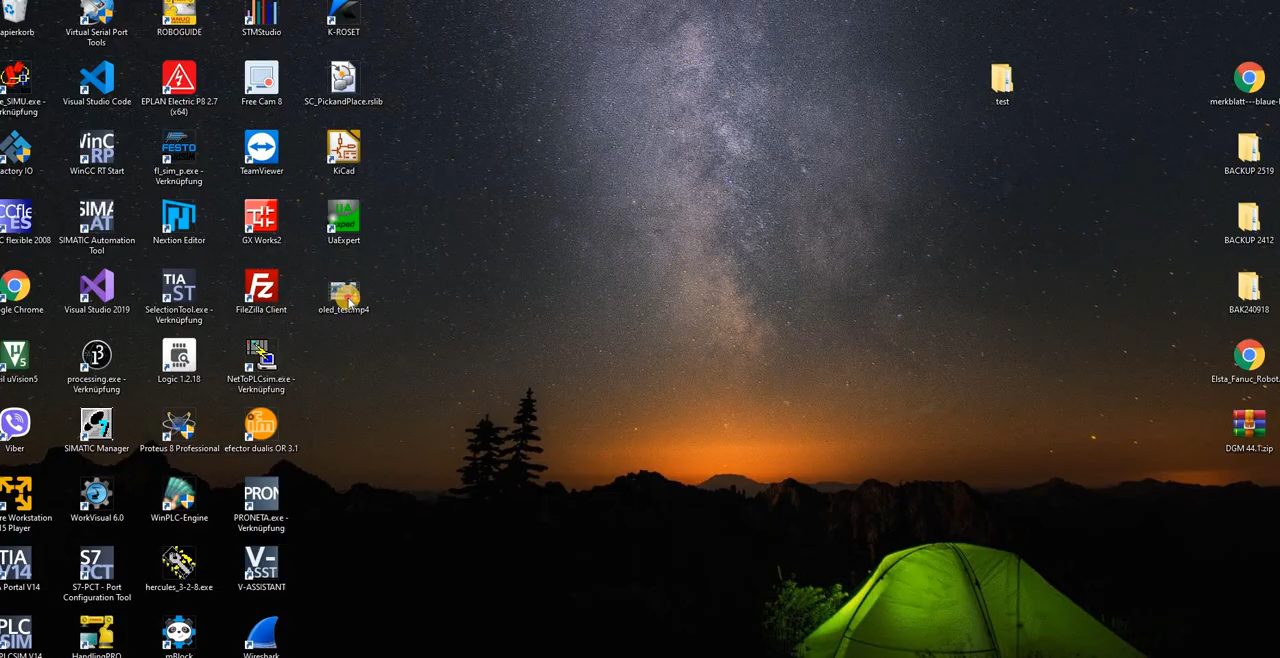 apierkorb
Virtual Serial Port
Tools
ROBOGUIDE
STMStudio
K-ROSET
e_SIMU.exe -
erknüpfung
Visual Studio Code
EPLAN Electric P8 2.7
(x64)
Free Cam 8
SC_PickandPlace.rslib
test
merkblatt---blaue-
actory IO
WinCC RT Start
fl_sim_p.exe -
Verknüpfung
TeamViewer
KiCad
BACKUP 2519
C flexible 2008
SIMATIC Automation
Tool
Nextion Editor
GX Works2
UaExpert
BACKUP 2412
gle Chrome
Visual Studio 2019
SelectionTool.exe -
Verknüpfung
FileZilla Client
oled_test.mp4
BAK240918
eil uVision5
processing.exe -
Verknüpfung
Logic 1.2.18
NetToPLCsim.exe -
Verknüpfung
Elsta_Fanuc_Robot.
Viber
SIMATIC Manager
Proteus 8 Professional
efector dualis OR 3.1
DGM 44.1.zip
re Workstation
15 Player
WorkVisual 6.0
WinPLC-Engine
PRONETA.exe -
Verknüpfung
A Portal V14
S7-PCT - Port
Configuration Tool
hercules_3-2-8.exe
V-ASSISTANT
PLCSIM V14
HandlingPRO
mBlock
Wireshark